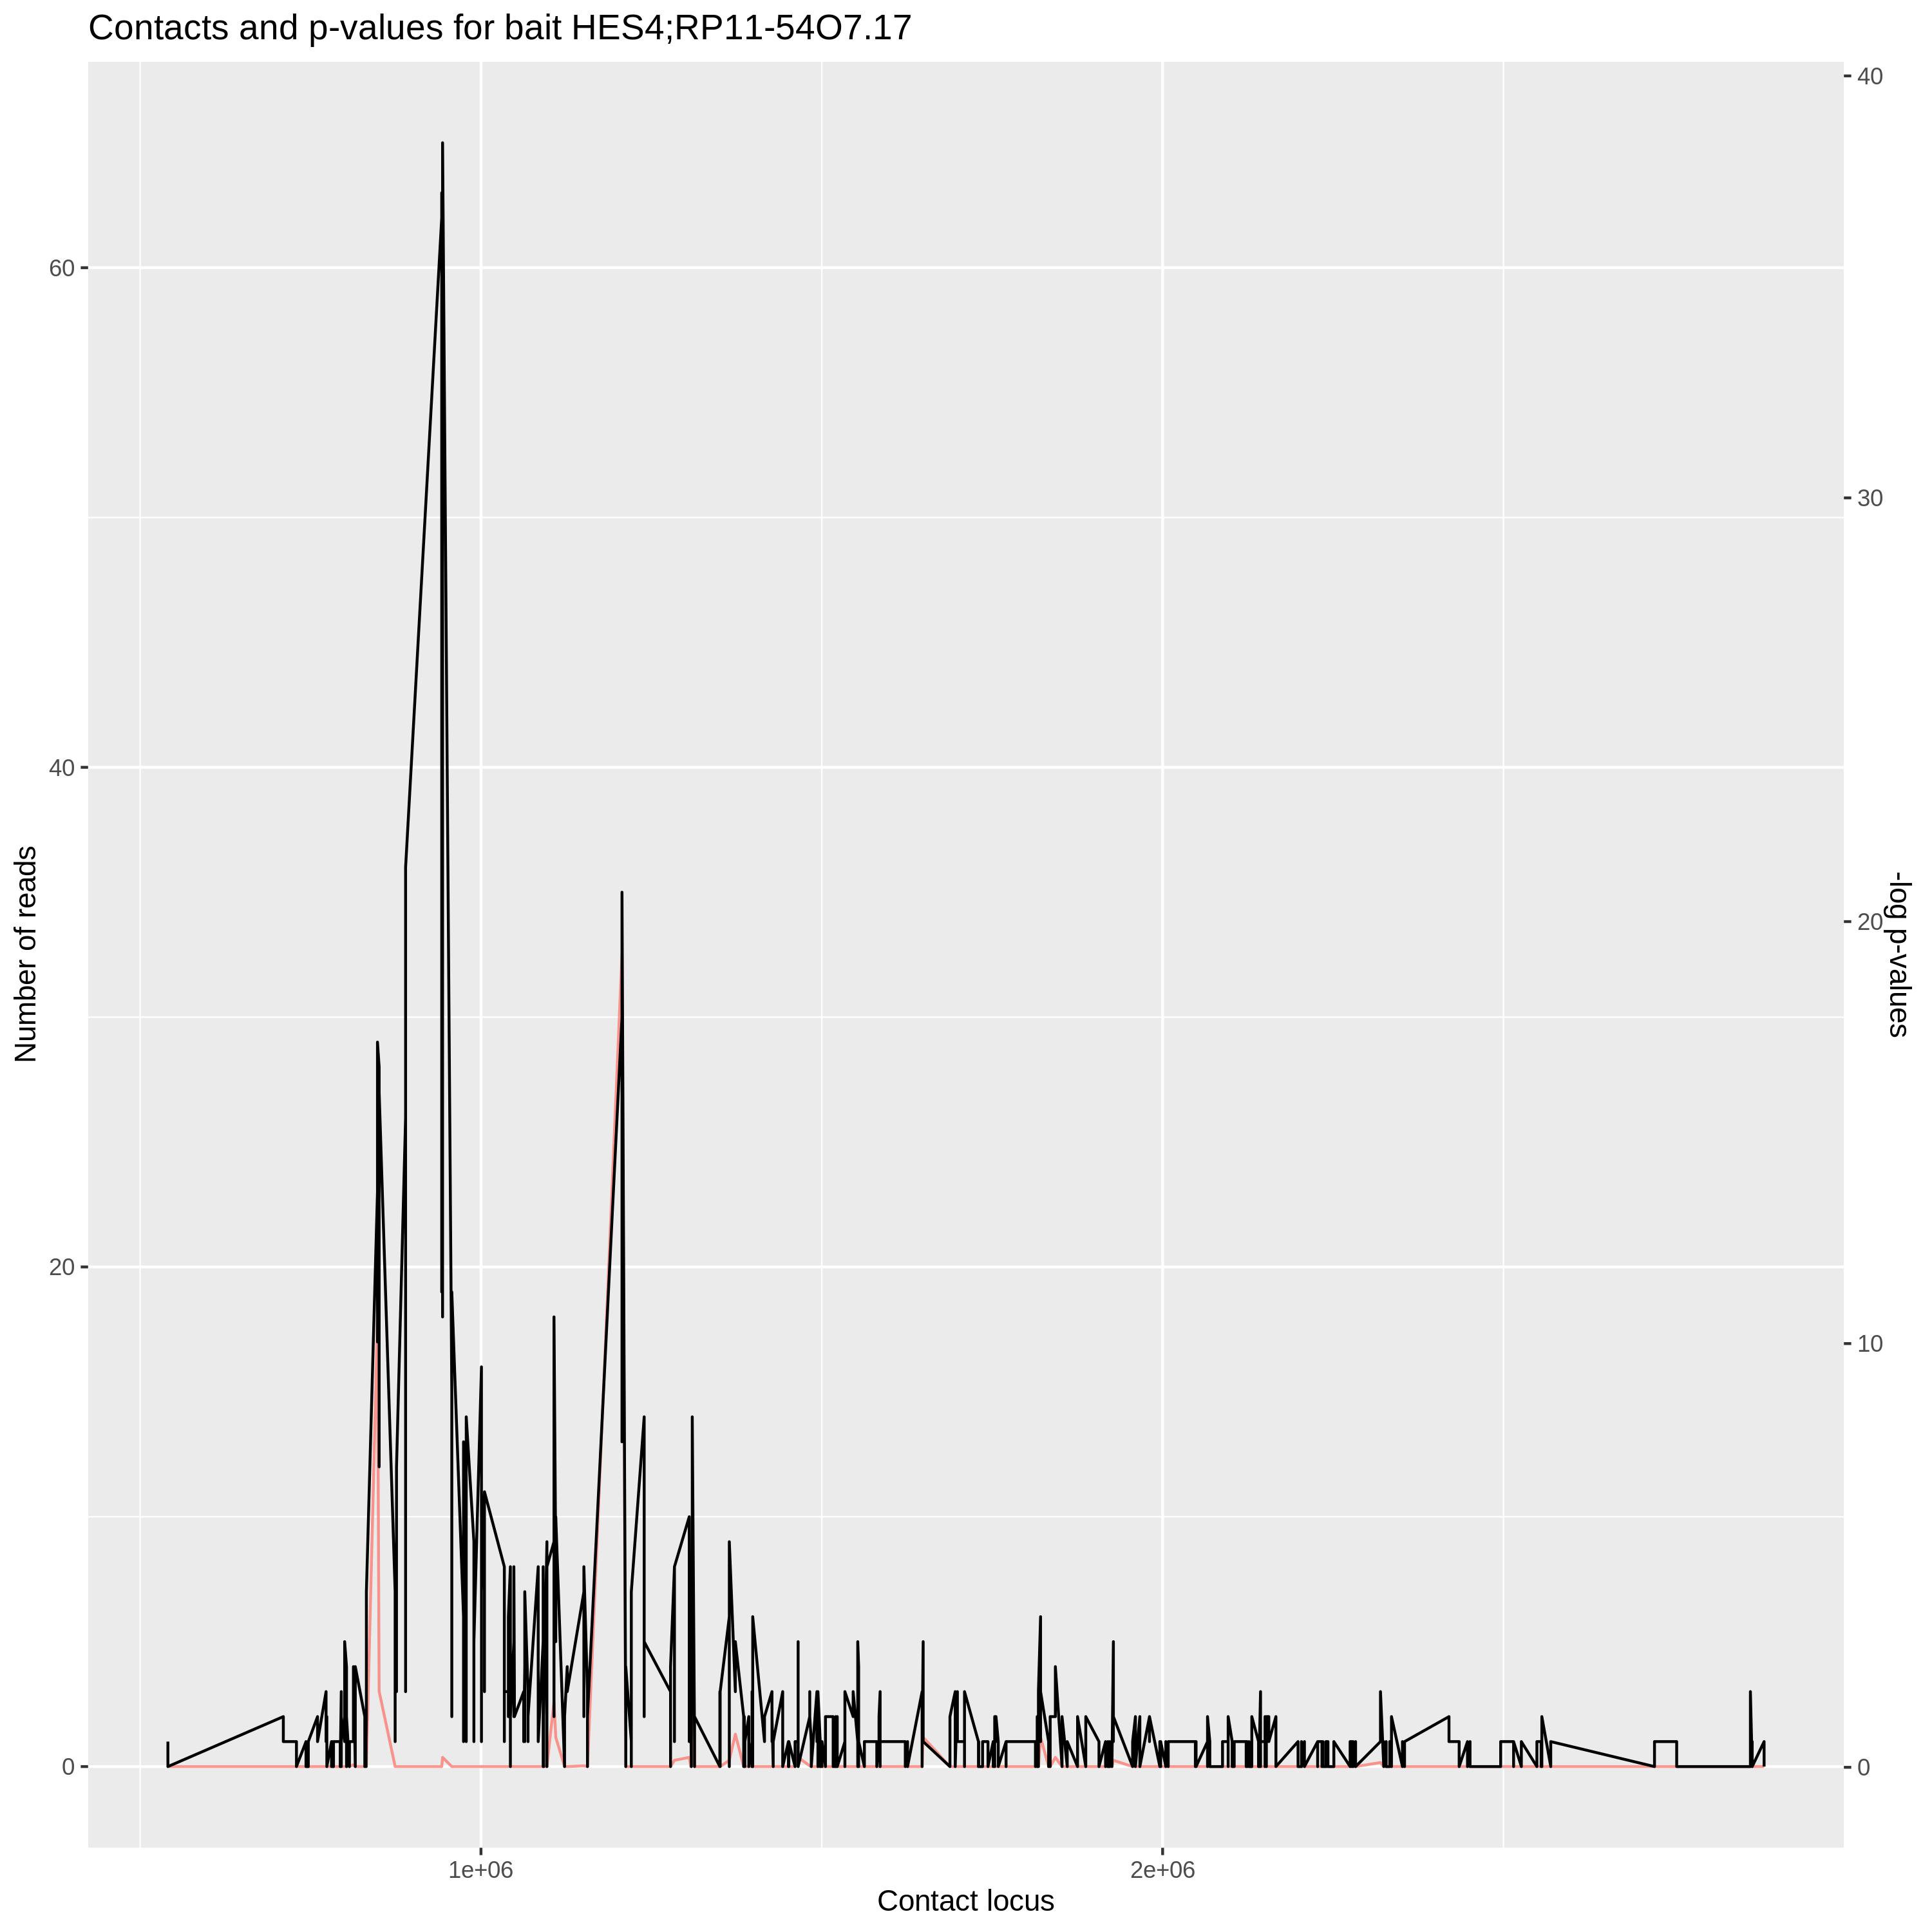 Contacts and p-values for bait HES4;RP11-54O7.17
40
60
30
40
Number of reads
20
-log p-values
20
10
0
0
1e+06
2e+06
Contact locus